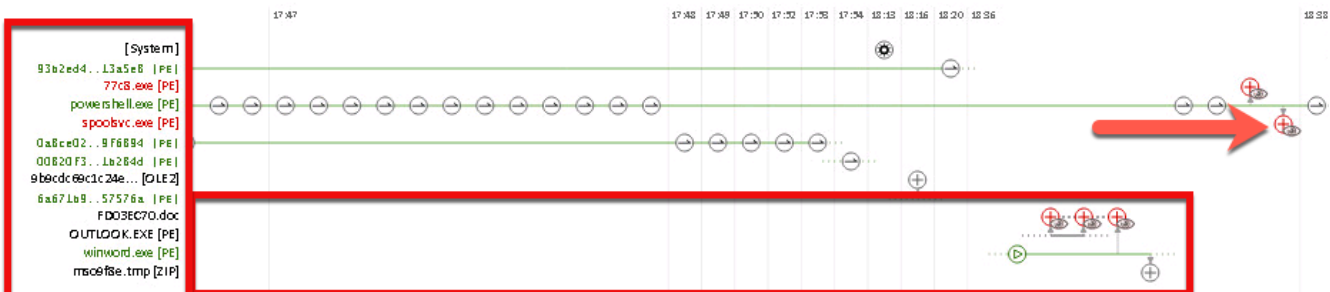 17:47 17:48 17:49 17:50 17:52 17:53 17:54 18:13 18:16 18:20 18:36 18:38
[System]
93b2ed4..13a5e8 [PE]
77c8.exe [PE]
powershell.exe [PE]
spoolsvc.exe [PE]
0a8ce02..9f6894 [PE]
00820f3..1b284d [PE]
9b9cdc69c1c24e... [OLE2]
6a671b9..57576a [PE]
FD03EC70.doc
OUTLOOK.EXE [PE]
winword.exe [PE]
mso9f8e.tmp [ZIP]